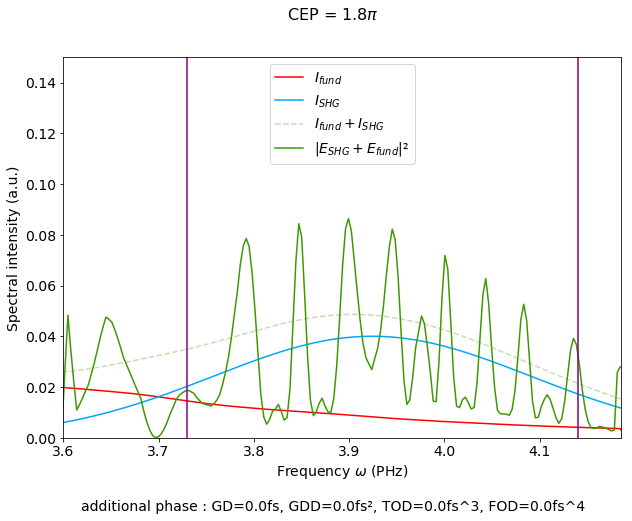 CEP = 1.8π
I_fund
I_SHG
I_fund + I_SHG
|E_SHG + E_fund|²
Spectral intensity (a.u.)
0.14
0.12
0.10
0.08
0.06
0.04
0.02
0.00
3.6 3.7 3.8 3.9 4.0 4.1
Frequency ω (PHz)
additional phase : GD=0.0fs, GDD=0.0fs², TOD=0.0fs^3, FOD=0.0fs^4